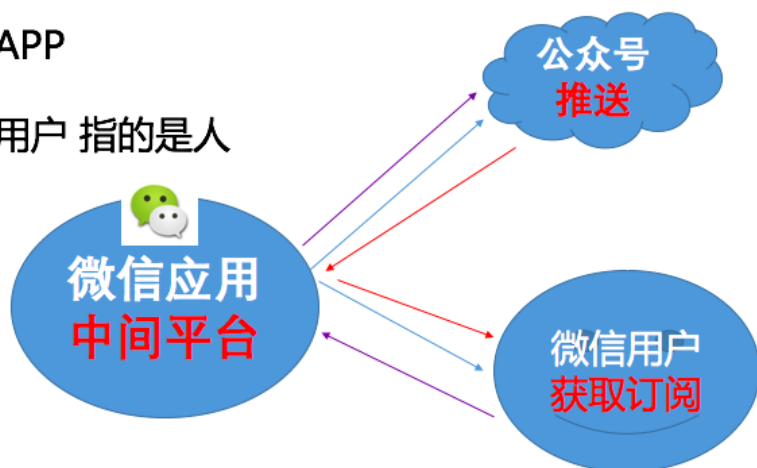 APP
公众号
推送
用户 指的是人
微信应用
中间平台
微信用户
获取订阅